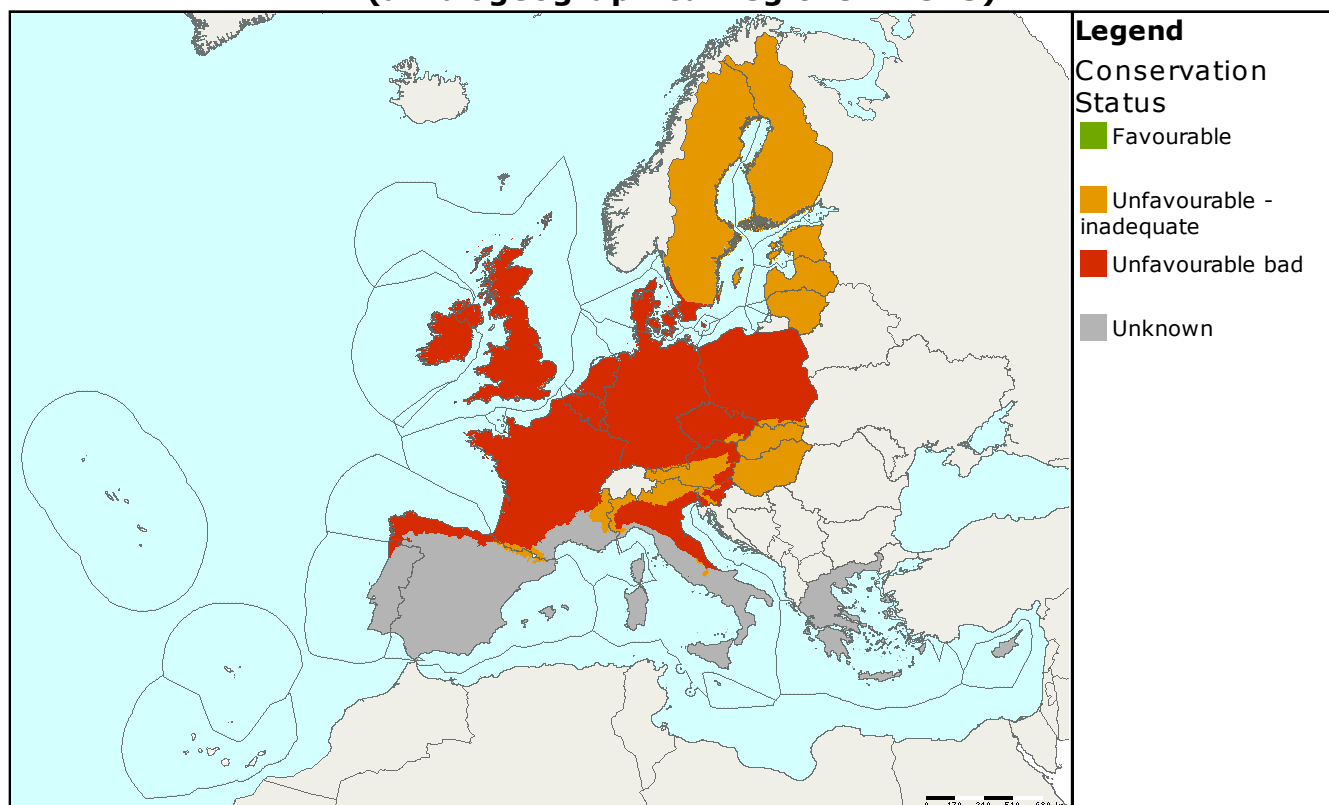 Legend
Conservation
Status
Favourable
Unfavourable -
inadequate
Unfavourable bad
Unknown